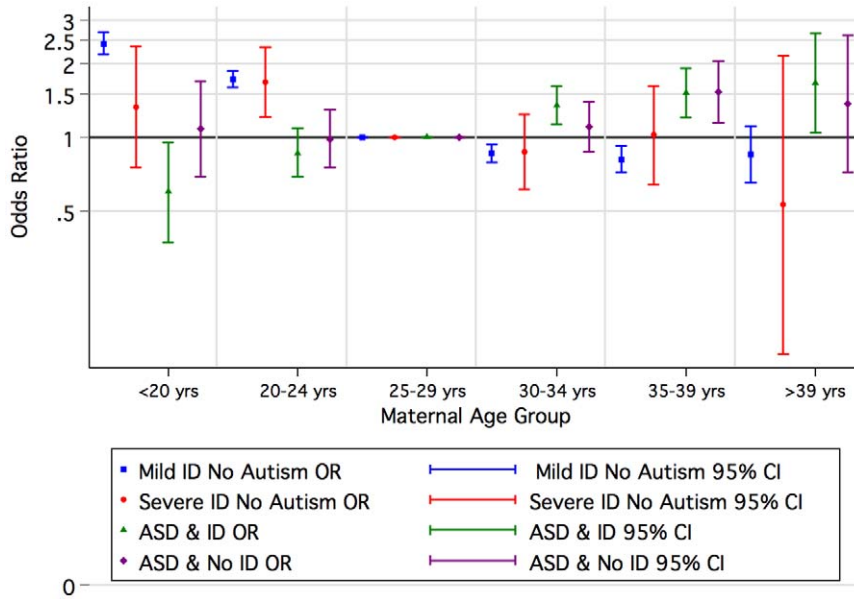 3
2.5
2
1.5
1
.5
Odds Ratio
<20 yrs 20-24 yrs 25-29 yrs 30-34 yrs 35-39 yrs >39 yrs
Maternal Age Group
Mild ID No Autism OR Mild ID No Autism 95% CI
Severe ID No Autism OR Severe ID No Autism 95% CI
ASD & ID OR ASD & ID 95% CI
ASD & No ID OR ASD & No ID 95% CI
0